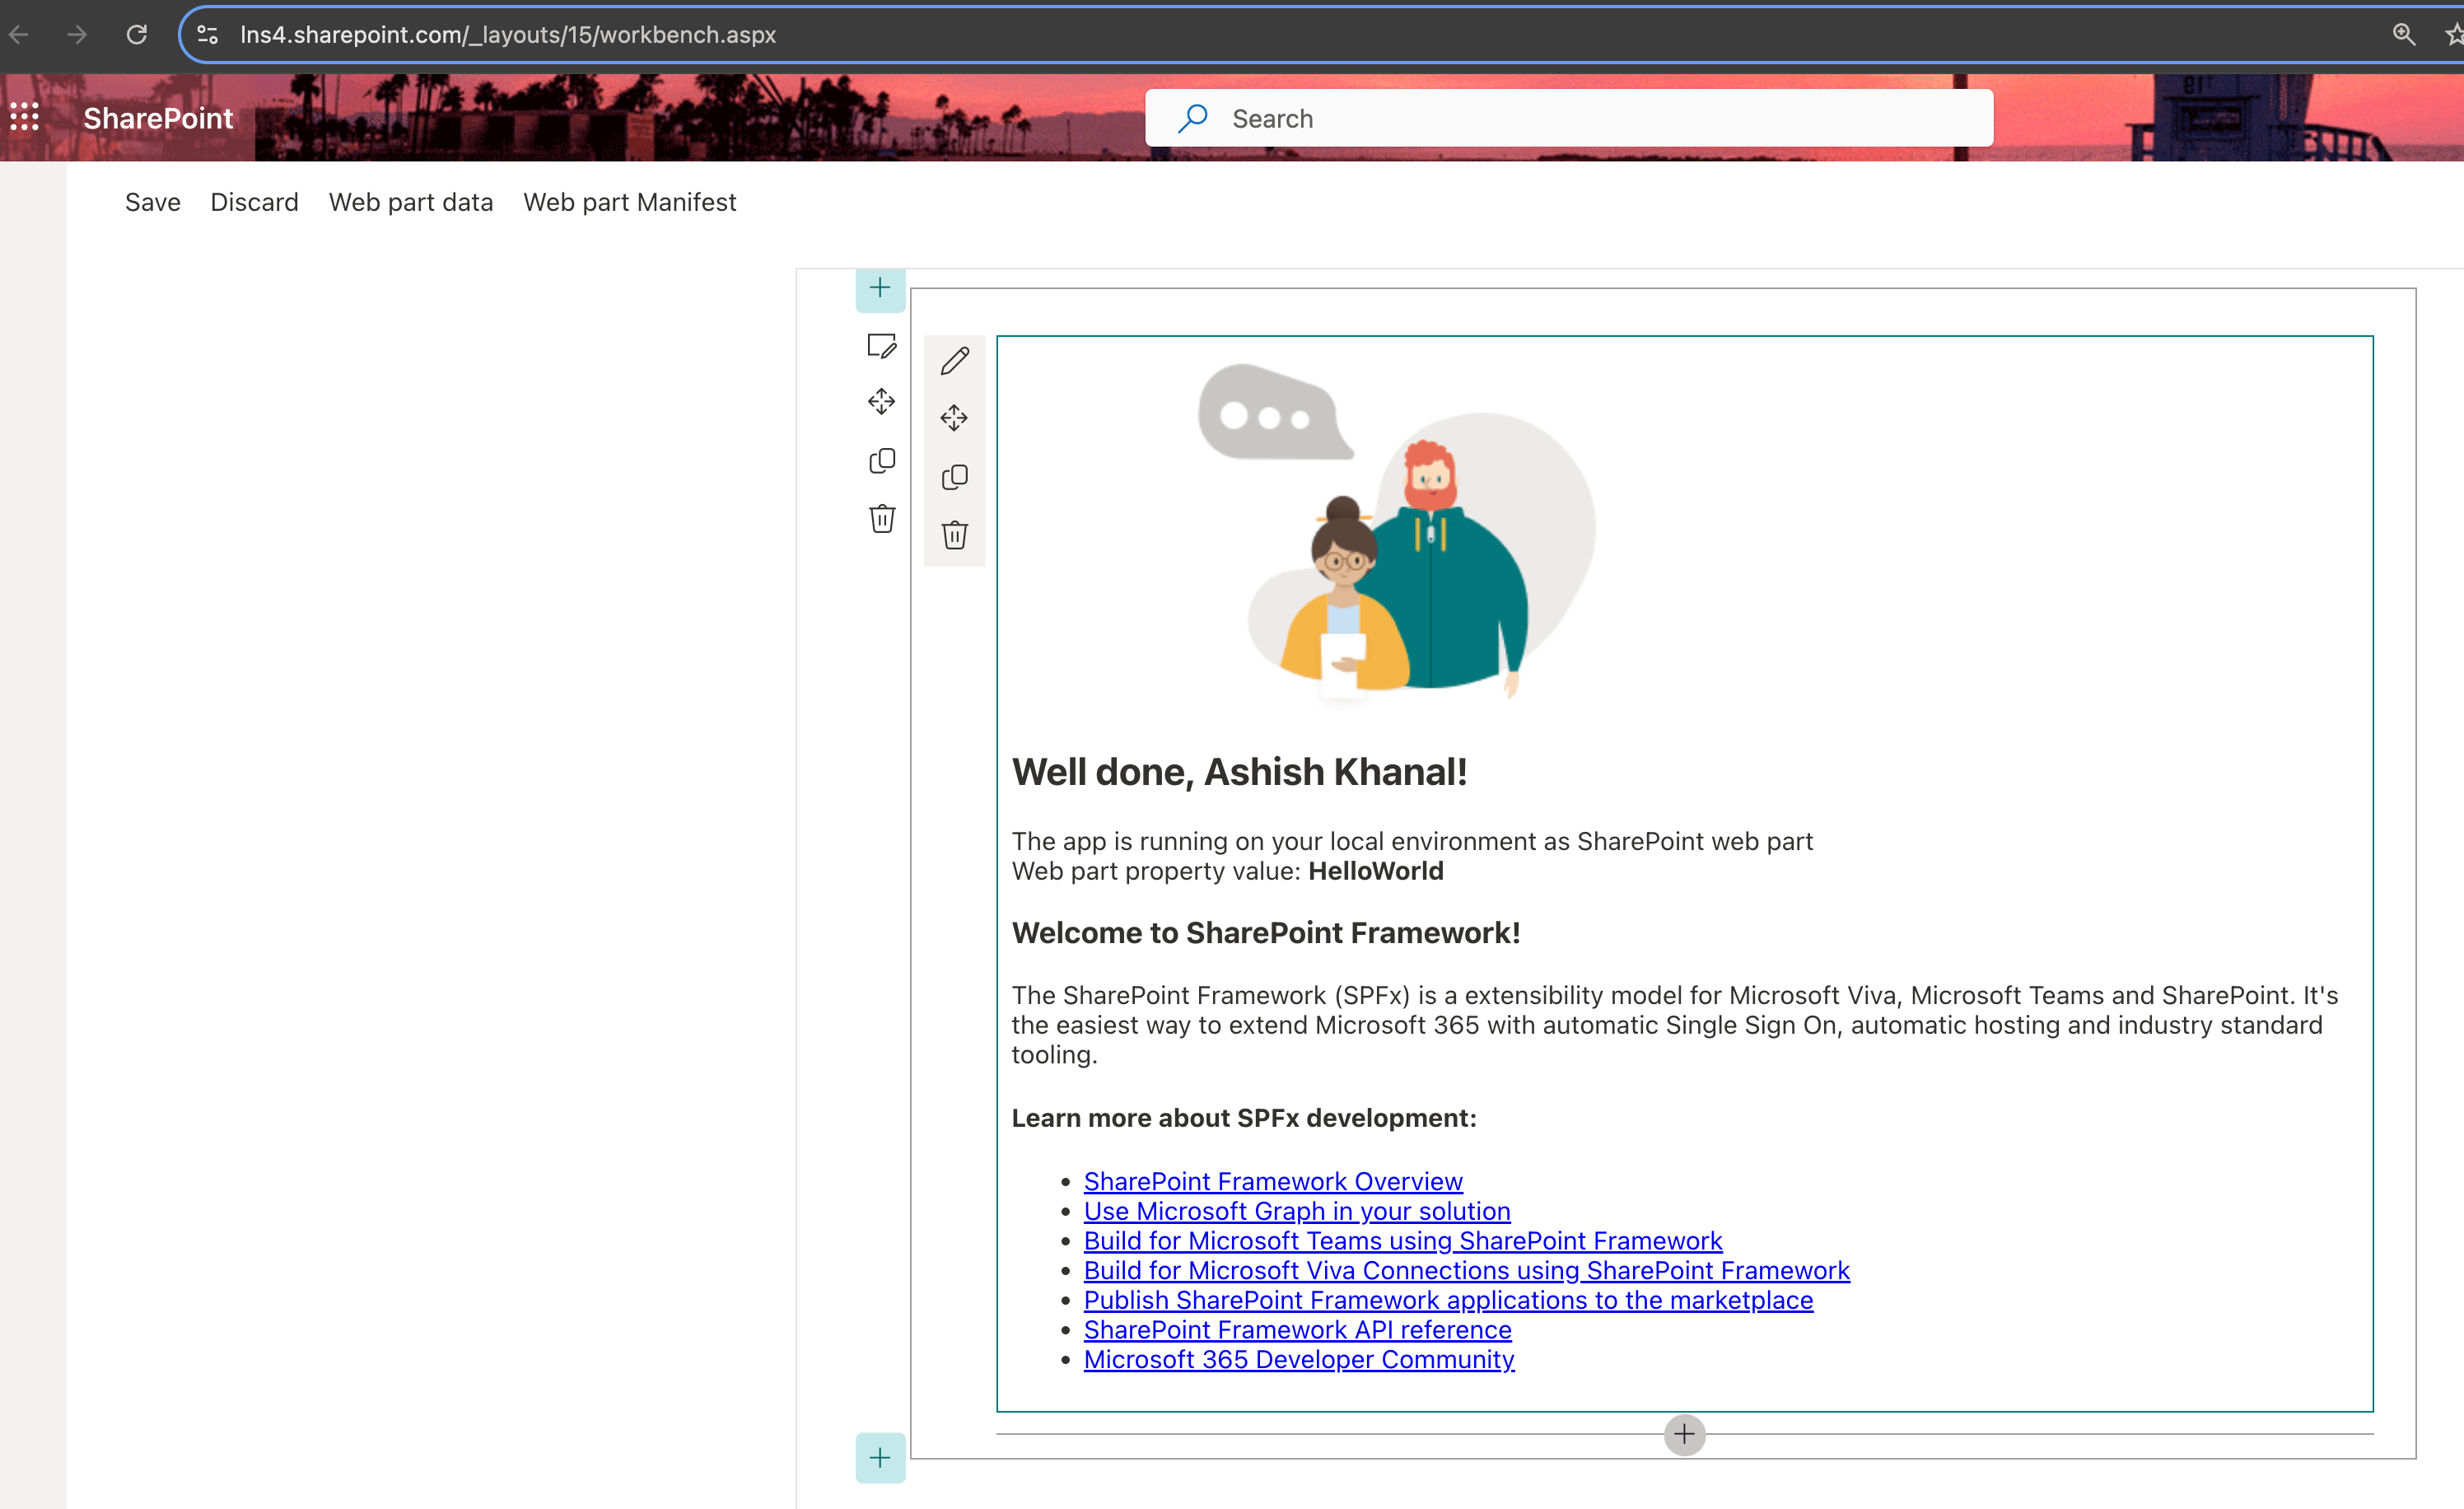 lns4.sharepoint.com/_layouts/15/workbench.aspx
SharePoint
Search
Save Discard Web part data Web part Manifest
Well done, Ashish Khanal!
The app is running on your local environment as SharePoint web part
Web part property value: HelloWorld
Welcome to SharePoint Framework!
The SharePoint Framework (SPFx) is a extensibility model for Microsoft Viva, Microsoft Teams and SharePoint. It's
the easiest way to extend Microsoft 365 with automatic Single Sign On, automatic hosting and industry standard
tooling.
Learn more about SPFx development:
SharePoint Framework Overview
Use Microsoft Graph in your solution
Build for Microsoft Teams using SharePoint Framework
Build for Microsoft Viva Connections using SharePoint Framework
Publish SharePoint Framework applications to the marketplace
SharePoint Framework API reference
Microsoft 365 Developer Community